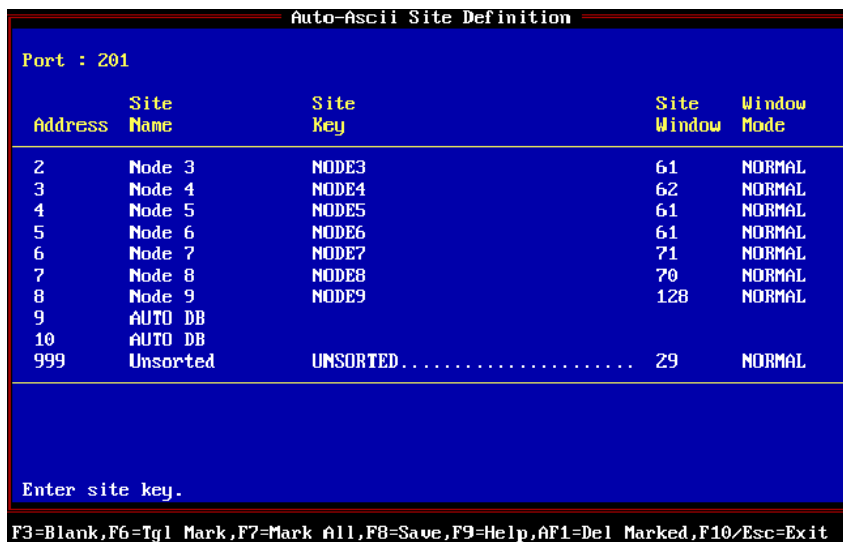 Auto-Ascii Site Definition
Port : 201
Site Site Site Window
Address Name Key Window Mode
2 Node 3 NODE3 61 NORMAL
3 Node 4 NODE4 62 NORMAL
4 Node 5 NODE5 61 NORMAL
5 Node 6 NODE6 61 NORMAL
6 Node 7 NODE7 71 NORMAL
7 Node 8 NODE8 70 NORMAL
8 Node 9 NODE9 128 NORMAL
9 AUTO DB
10 AUTO DB
999 Unsorted UNSORTED...................... 29 NORMAL
Enter site key.
F3=Blank,F6=Tgl Mark,F7=Mark All,F8=Save,F9=Help,AF1=Del Marked,F10/Esc=Exit